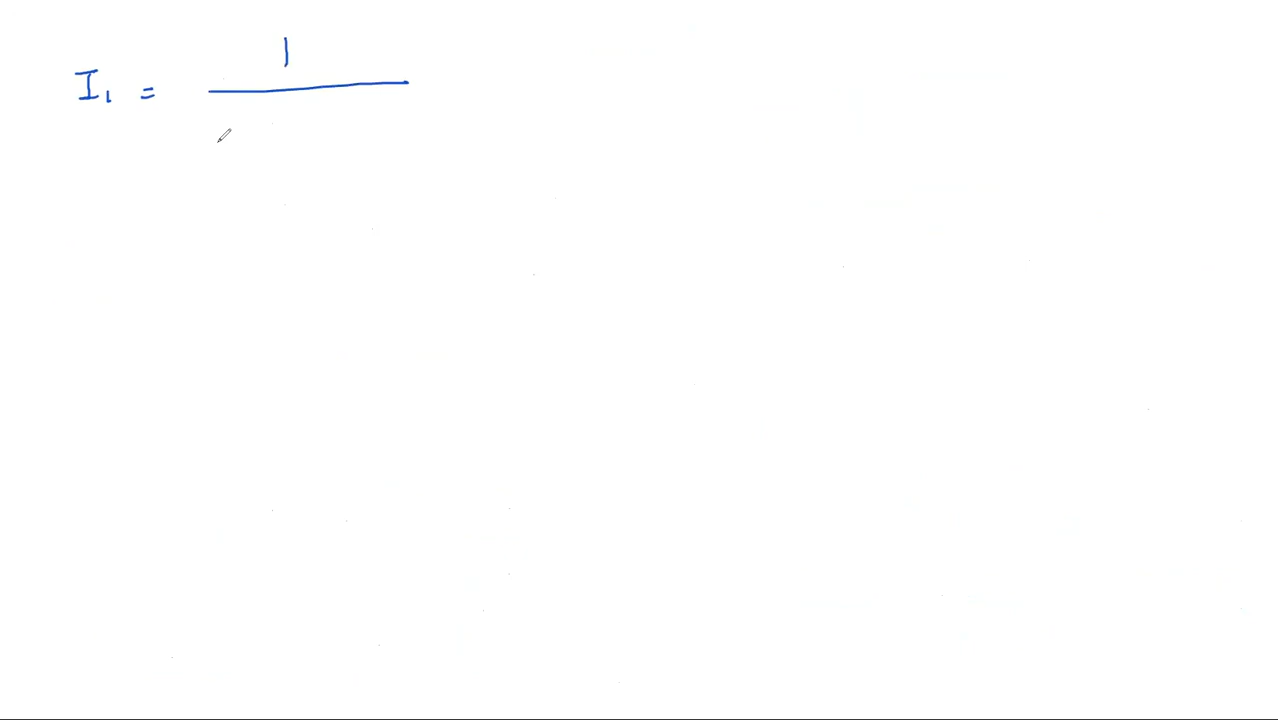 I₁ = 1/